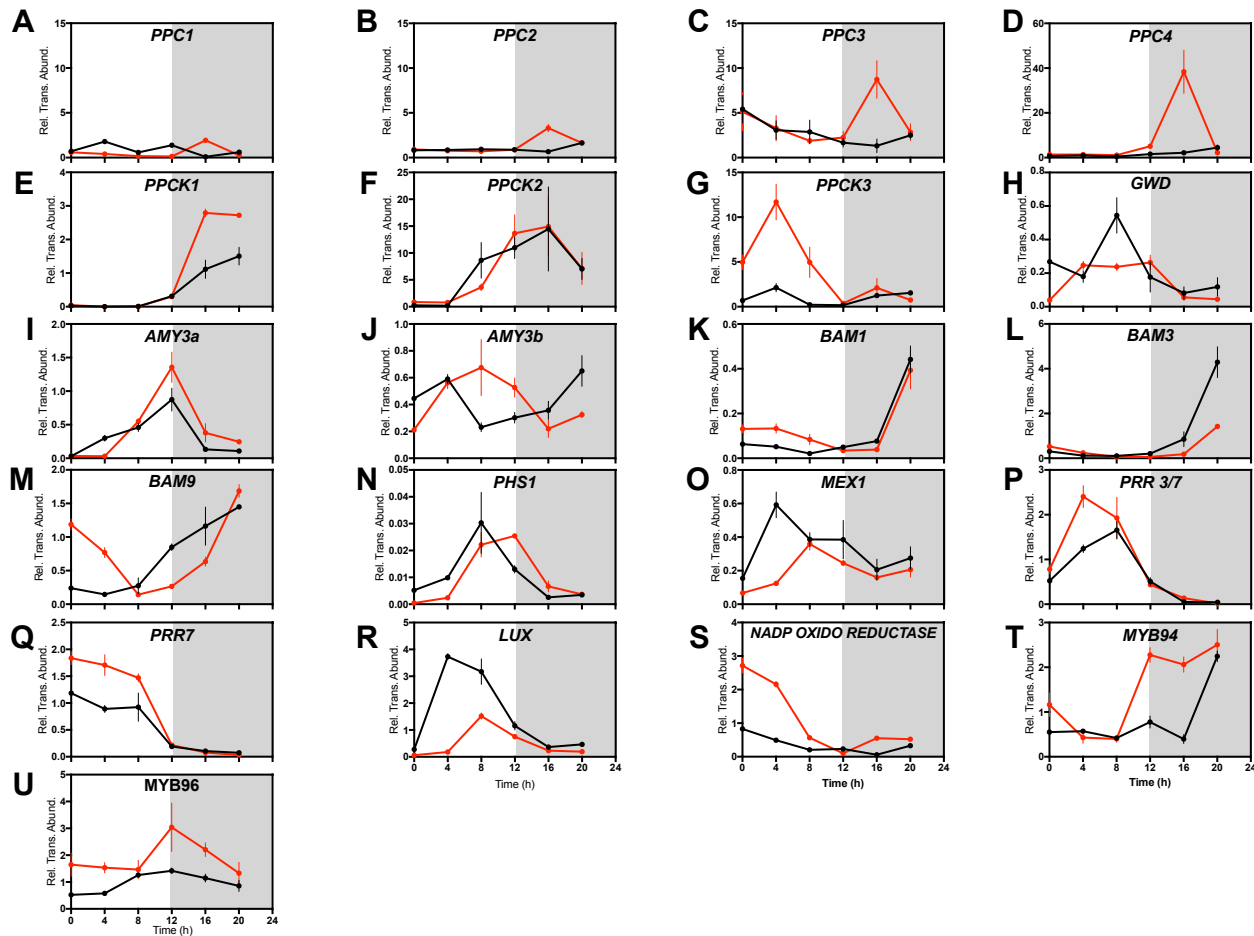 A
PPC1
Rel. Trans. Abund.
15
10
5
0
B
PPC2
Rel. Trans. Abund.
15
10
5
0
C
PPC3
Rel. Trans. Abund.
15
10
5
0
D
PPC4
Rel. Trans. Abund.
60
40
20
0
E
PPCK1
Rel. Trans. Abund.
4
3
2
1
0
F
PPCK2
Rel. Trans. Abund.
25
20
15
10
5
0
G
PPCK3
Rel. Trans. Abund.
15
10
5
0
H
GWD
Rel. Trans. Abund.
0.8
0.6
0.4
0.2
0.0
I
AMY3a
Rel. Trans. Abund.
2.0
1.5
1.0
0.5
0.0
J
AMY3b
Rel. Trans. Abund.
1.0
0.8
0.6
0.4
0.2
0.0
K
BAM1
Rel. Trans. Abund.
0.6
0.4
0.2
0.0
L
BAM3
Rel. Trans. Abund.
6
4
2
0
M
BAM9
Rel. Trans. Abund.
2.0
1.5
1.0
0.5
0.0
N
PHS1
Rel. Trans. Abund.
0.05
0.04
0.03
0.02
0.01
0.00
O
MEX1
Rel. Trans. Abund.
0.8
0.6
0.4
0.2
0.0
P
PRR 3/7
Rel. Trans. Abund.
3
2
1
0
Q
PRR7
Rel. Trans. Abund.
2.5
2.0
1.5
1.0
0.5
0.0
R
LUX
Rel. Trans. Abund.
5
4
3
2
1
0
0 4 8 12 16 20 24
Time (h)
S
NADP OXIDO REDUCTASE
Rel. Trans. Abund.
4
3
2
1
0
0 4 8 12 16 20 24
Time (h)
T
MYB94
Rel. Trans. Abund.
3
2
1
0
0 4 8 12 16 20 24
Time (h)
U
MYB96
Rel. Trans. Abund.
5
4
3
2
1
0
0 4 8 12 16 20 24
Time (h)